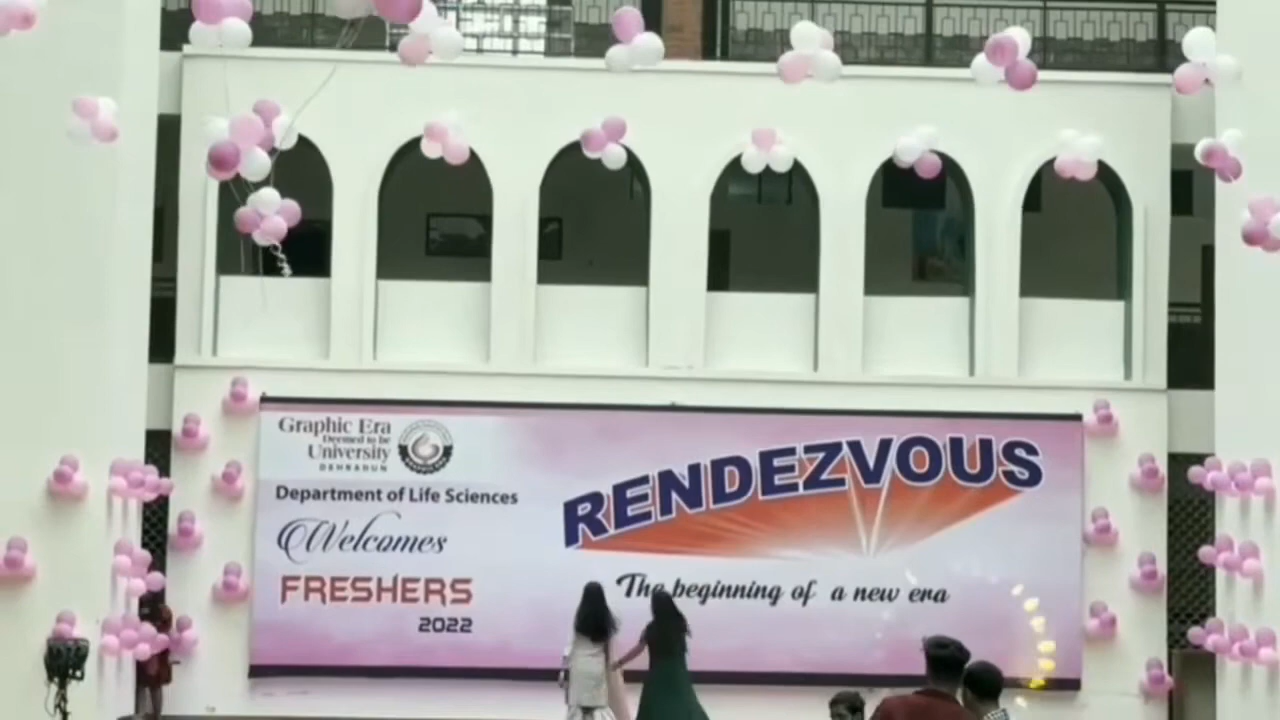 Graphic Era
Deemed to be
University
DEHRADUN
Department of Life Sciences
Welcomes
FRESHERS
2022
RENDEZVOUS
The beginning of a new era